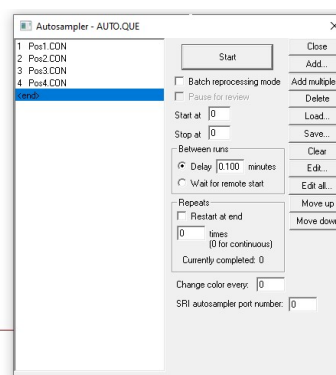 Autosampler - AUTO.QUE
1 Pos1.CON
2 Pos2.CON
3 Pos3.CON
4 Pos4.CON
<end>
Start
Batch reprocessing mode
Pause for review
Start at 0
Stop at 0
Between runs
Delay 0.100 minutes
Wait for remote start
Repeats
Restart at end
0 times
(0 for continuous)
Currently completed: 0
Change color every: 0
SRI autosampler port number: 0
Close
Add...
Add multiple
Delete
Load...
Save...
Clear
Edit...
Edit all...
Move up
Move down